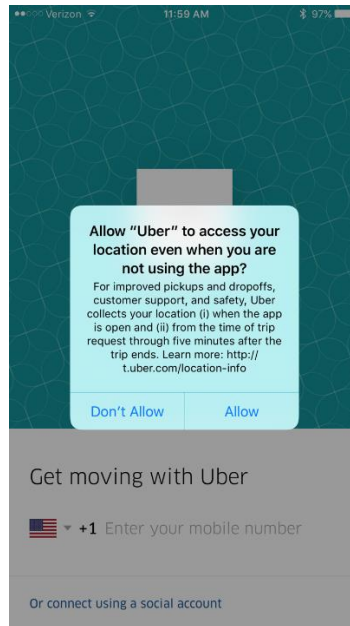 Verizon 11:59 AM 97%
Allow "Uber" to access your
location even when you are
not using the app?
For improved pickups and dropoffs,
customer support, and safety, Uber
collects your location (i) when the app
is open and (ii) from the time of trip
request through five minutes after the
trip ends. Learn more: http://
t.uber.com/location-info
Don't Allow Allow
Get moving with Uber
+1 Enter your mobile number
Or connect using a social account